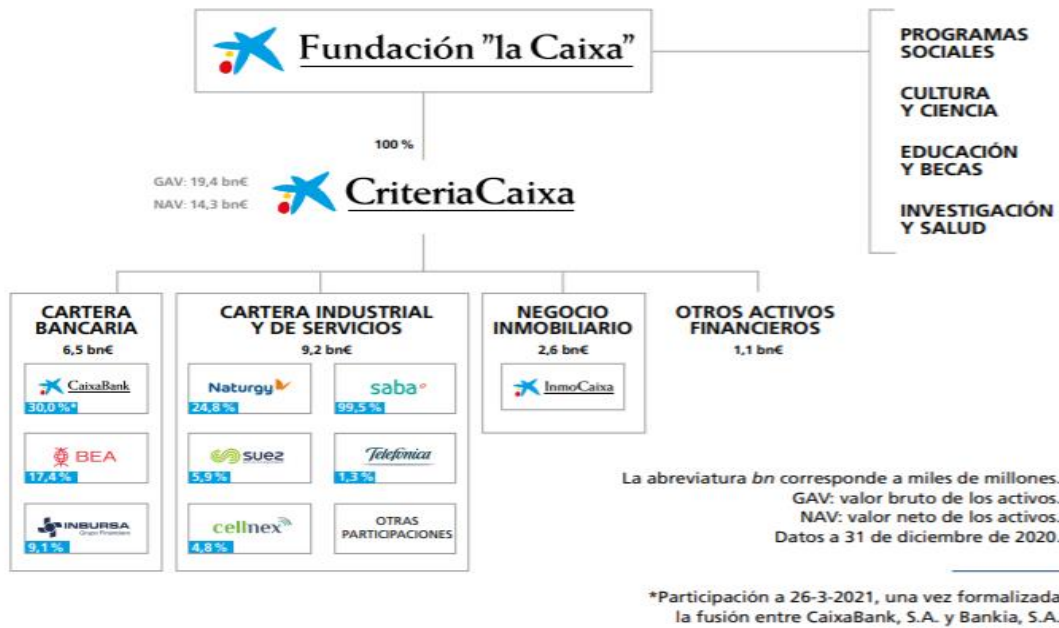 Fundación "la Caixa"
PROGRAMAS
SOCIALES
CULTURA
Y CIENCIA
EDUCACIÓN
Y BECAS
INVESTIGACIÓN
Y SALUD
100 %
GAV: 19,4 bn€
NAV: 14,3 bn€
CriteriaCaixa
CARTERA
BANCARIA
6,5 bn€
CaixaBank
30,0 %*
BEA
17,4 %
INBURSA
Grupo Financiero
9,1 %
CARTERA INDUSTRIAL
Y DE SERVICIOS
9,2 bn€
Naturgy
24,8 %
saba
99,5 %
suez
5,9 %
Telefónica
1,3 %
cellnex
4,8 %
OTRAS
PARTICIPACIONES
NEGOCIO
INMOBILIARIO
2,6 bn€
InmoCaixa
OTROS ACTIVOS
FINANCIEROS
1,1 bn€
La abreviatura bn corresponde a miles de millones.
GAV: valor bruto de los activos.
NAV: valor neto de los activos.
Datos a 31 de diciembre de 2020.
*Participación a 26-3-2021, una vez formalizada
la fusión entre CaixaBank, S.A. y Bankia, S.A.